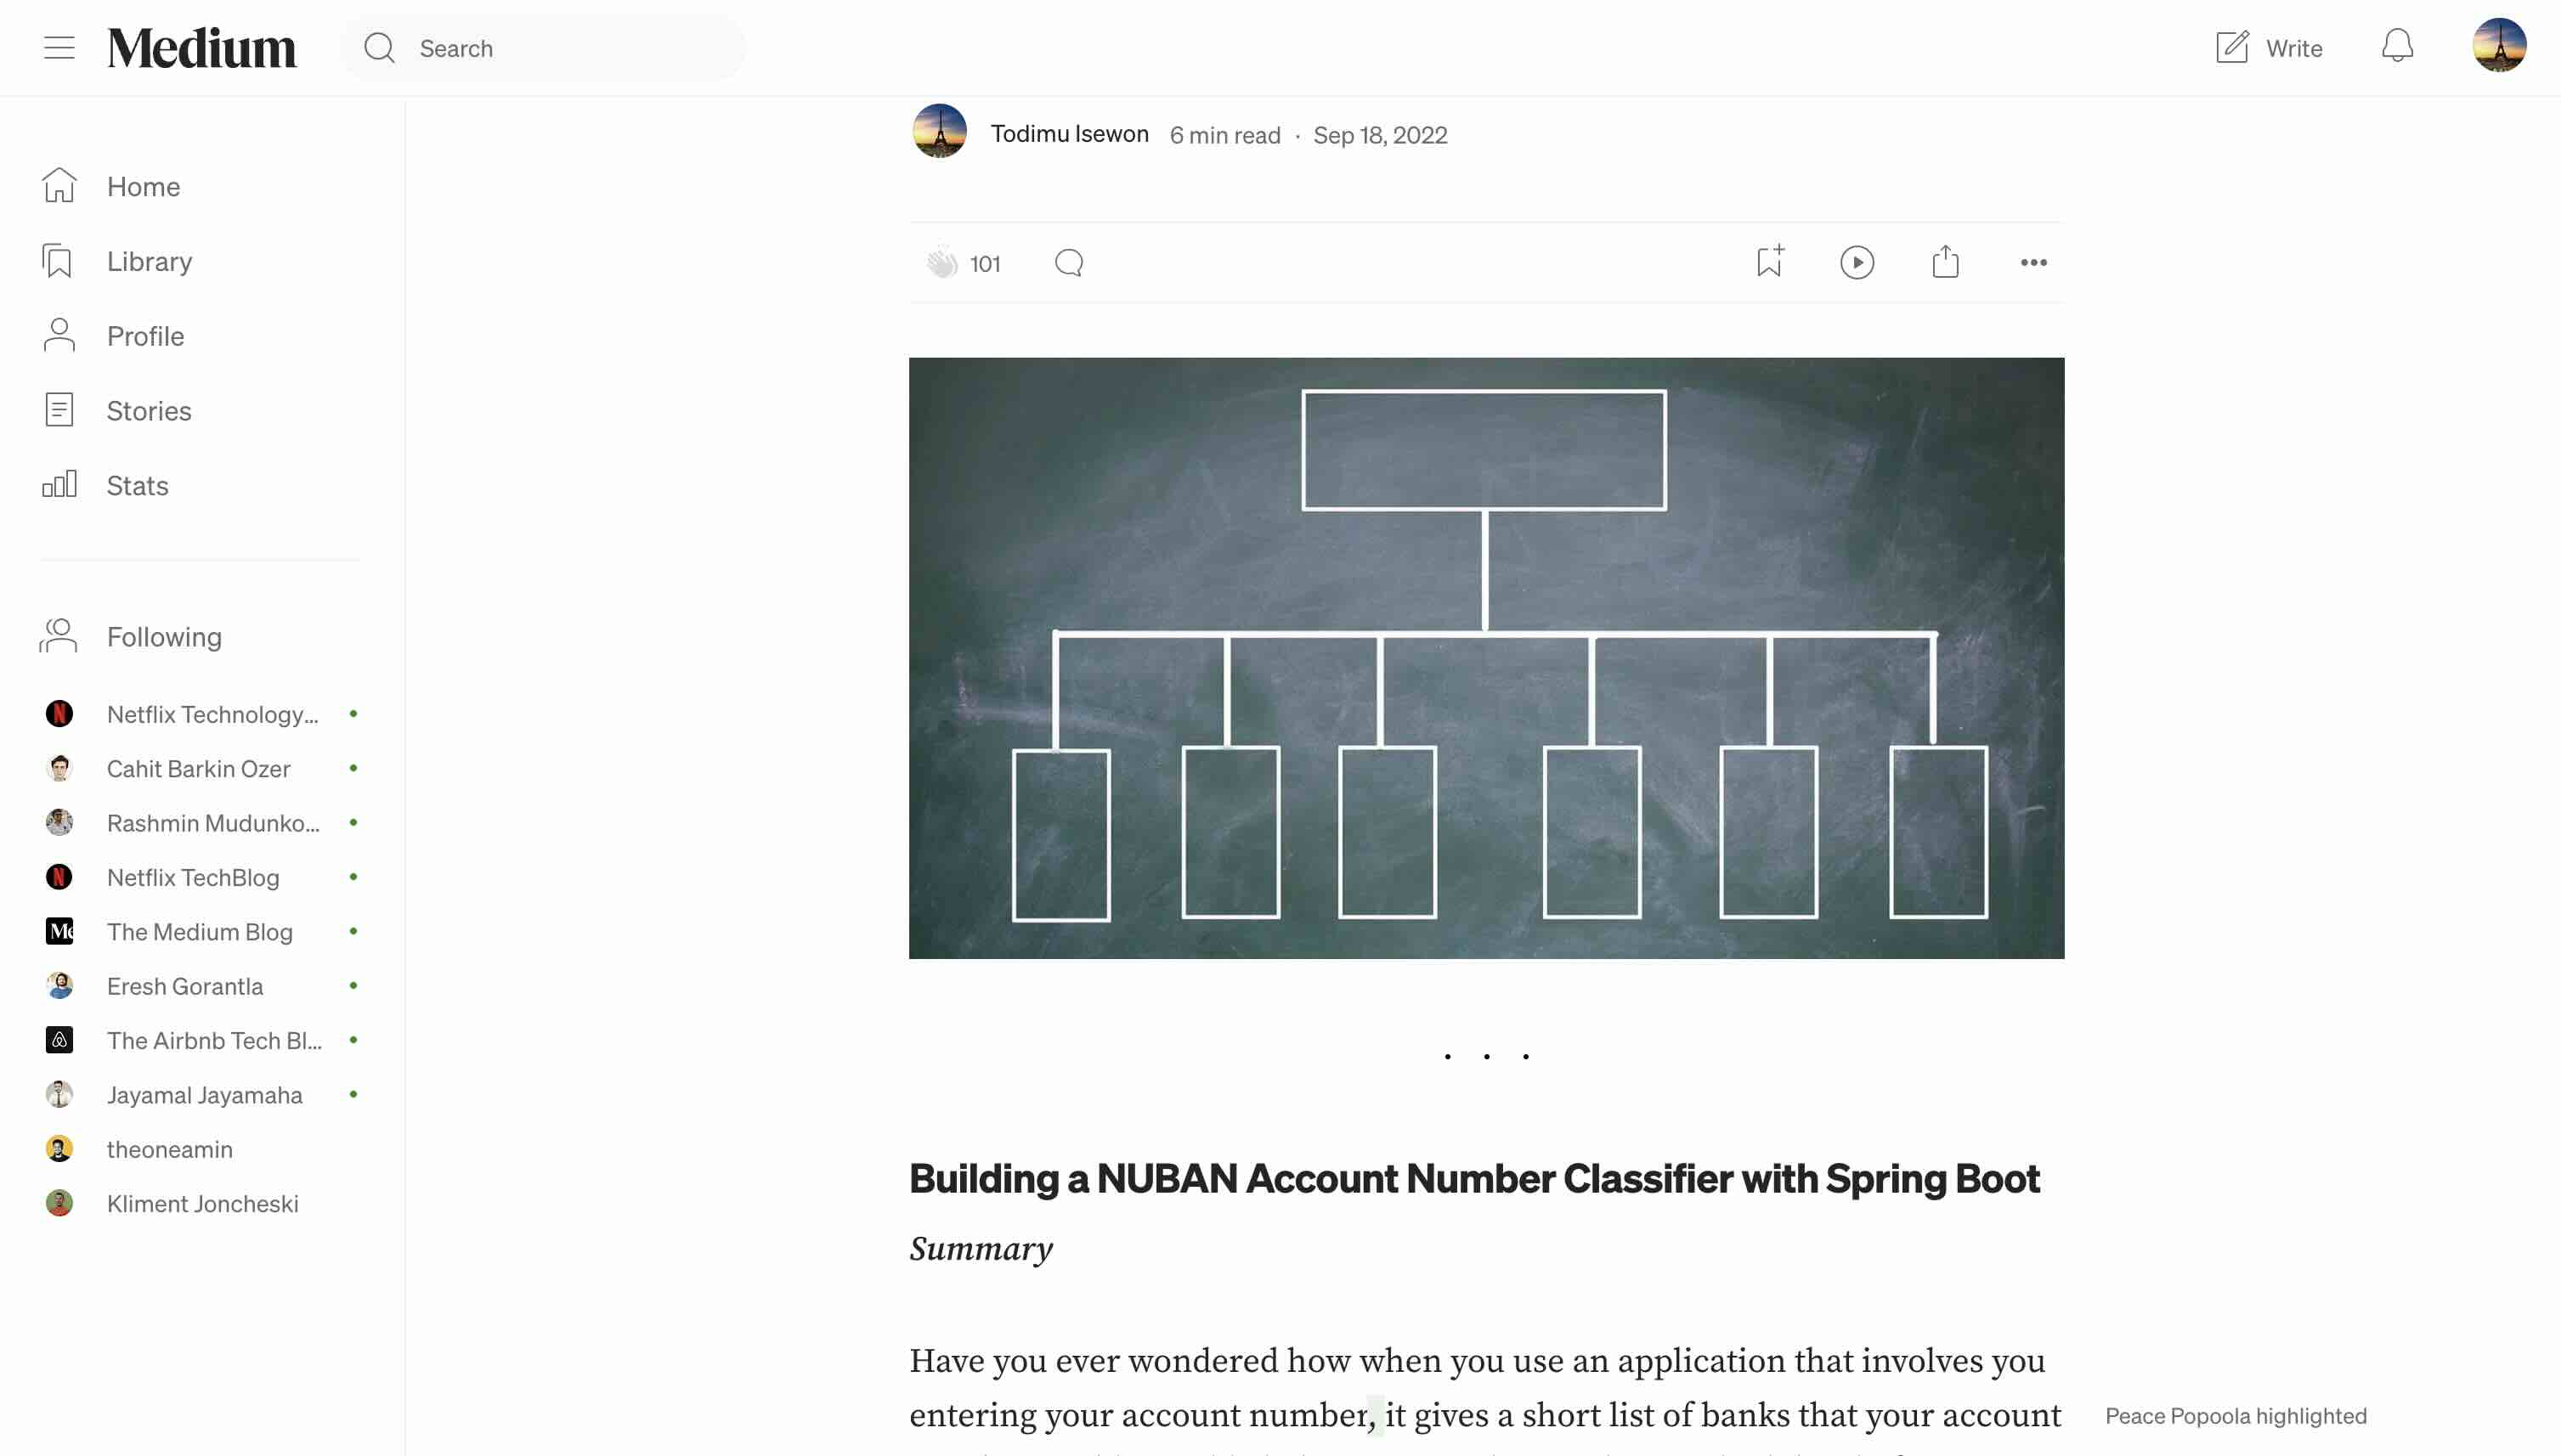 Medium
Search
Write
Home
Library
Profile
Stories
Stats
Following
Netflix Technology...
Cahit Barkin Ozer
Rashmin Mudunko...
Netflix TechBlog
The Medium Blog
Eresh Gorantla
The Airbnb Tech Bl...
Jayamal Jayamaha
theoneamin
Kliment Joncheski
Todimu Isewon 6 min read · Sep 18, 2022
101
Building a NUBAN Account Number Classifier with Spring Boot
Summary
Have you ever wondered how when you use an application that involves you
entering your account number, it gives a short list of banks that your account
Peace Popoola highlighted